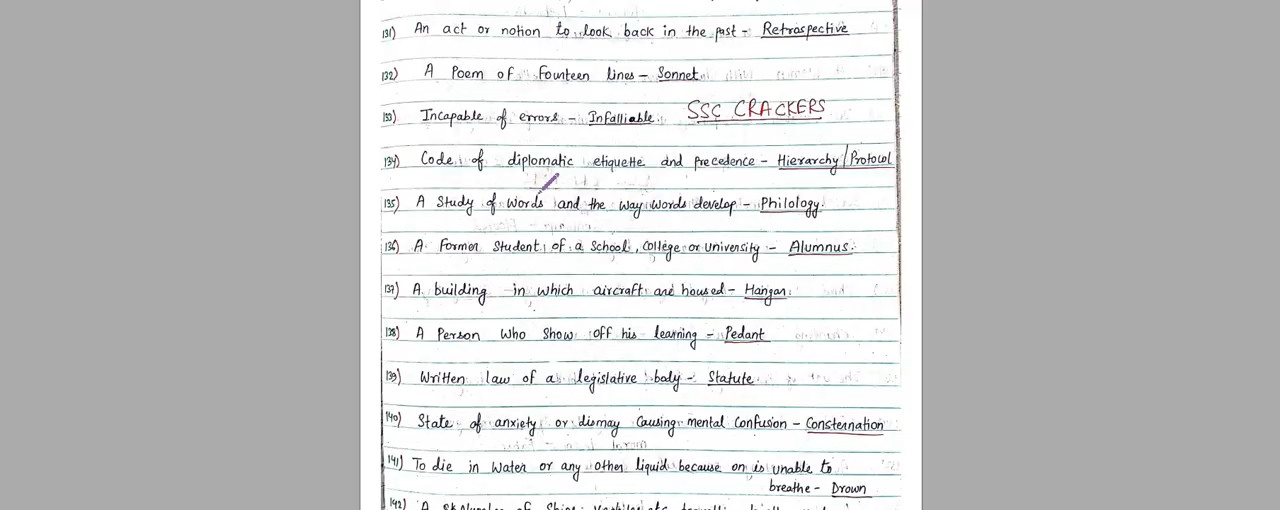 131) An act or notion to look back in the past - Retrospective
132) A Poem of Fourteen lines - Sonnet.
133) Incapable of errors - Infalliable. SSC CRACKERS
134) Code of diplomatic etiquette and precedence - Hierarchy/Protocol
135) A Study of words and the way words develop - Philology.
136) A Former Student of a School, College or University - Alumnus.
137) A building in which aircraft are housed - Hangar.
138) A Person who show off his learning - Pedant
139) Written law of a legislative body - Statute.
140) State of anxiety or dismay causing mental confusion - Consternation
141) To die in water or any other liquid because on is unable to
breathe - Drown
142) A of Ships,